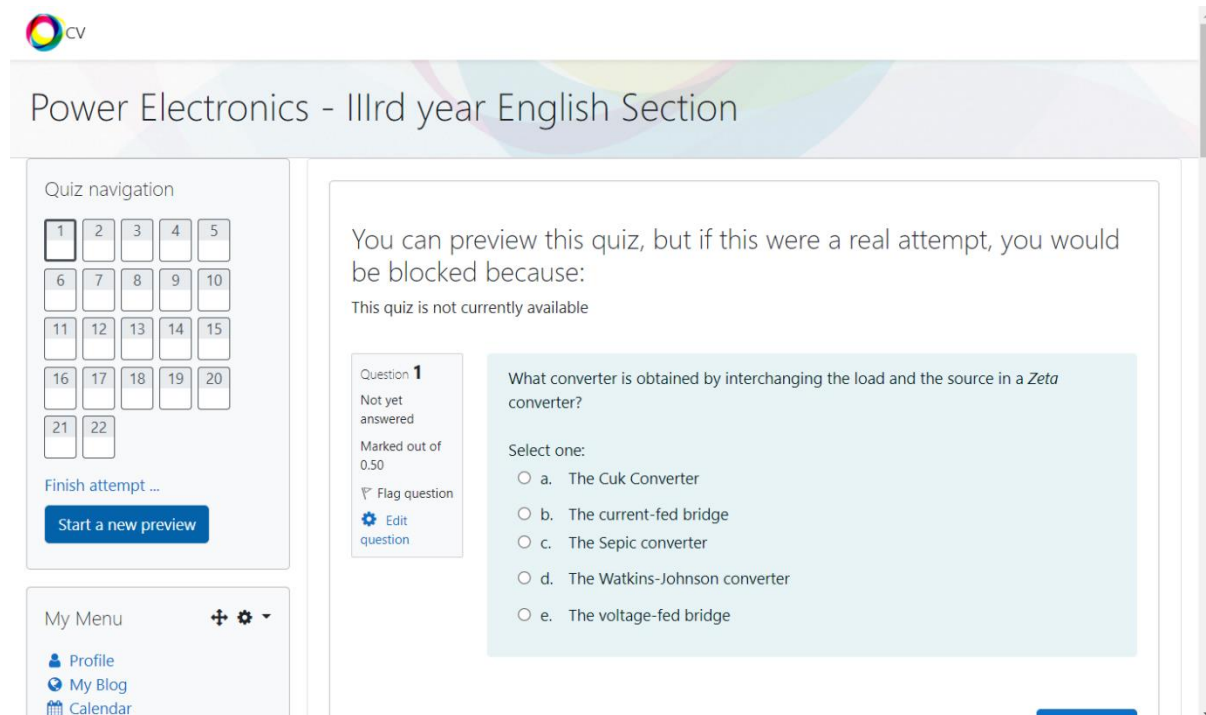 CV
Power Electronics - IIIrd year English Section
Quiz navigation
1 2 3 4 5
6 7 8 9 10
11 12 13 14 15
16 17 18 19 20
21 22
Finish attempt ...
Start a new preview
My Menu
Profile
My Blog
Calendar
You can preview this quiz, but if this were a real attempt, you would
be blocked because:
This quiz is not currently available
Question 1
Not yet
answered
Marked out of
0.50
Flag question
Edit
question
What converter is obtained by interchanging the load and the source in a Zeta
converter?
Select one:
a. The Cuk Converter
b. The current-fed bridge
c. The Sepic converter
d. The Watkins-Johnson converter
e. The voltage-fed bridge